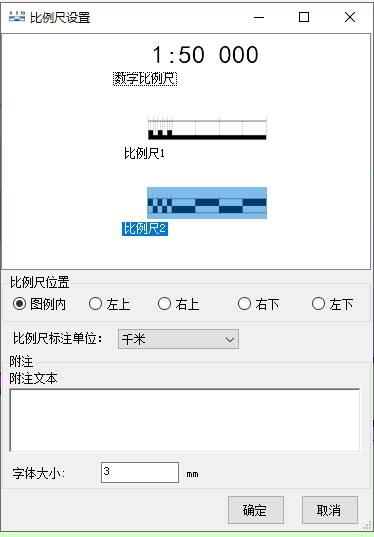 比例尺设置
1:50 000
数学比例尺
比例尺1
比例尺2
比例尺位置
图例内 左上 右上 右下 左下
比例尺标注单位： 千米
附注
附注文本
字体大小: 3 mm
确定 取消